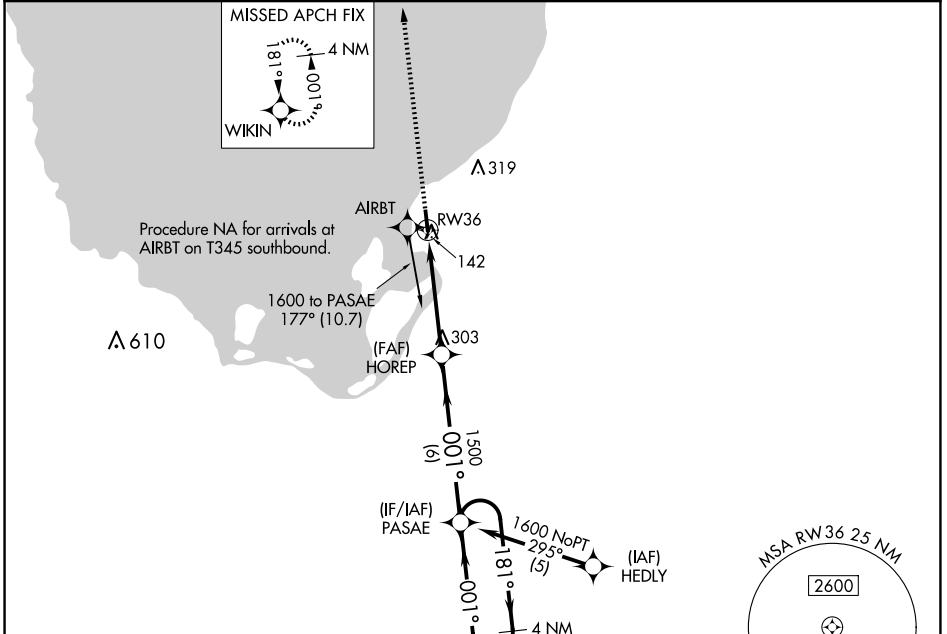 MISSED APCH FIX
4 NM
181°
001°
WIKIN
319
AIRBT
RW36
Procedure NA for arrivals at
AIRBT on T345 southbound.
142
1600 to PASAE
177° (10.7)
610
303
(FAF)
HOREP
1500
001°
(6)
(IF/IAF)
PASAE
1600 NoPT
295°
(5)
(IAF)
HEDLY
181°
001°
4 NM
MSA RW36 25 NM
2600